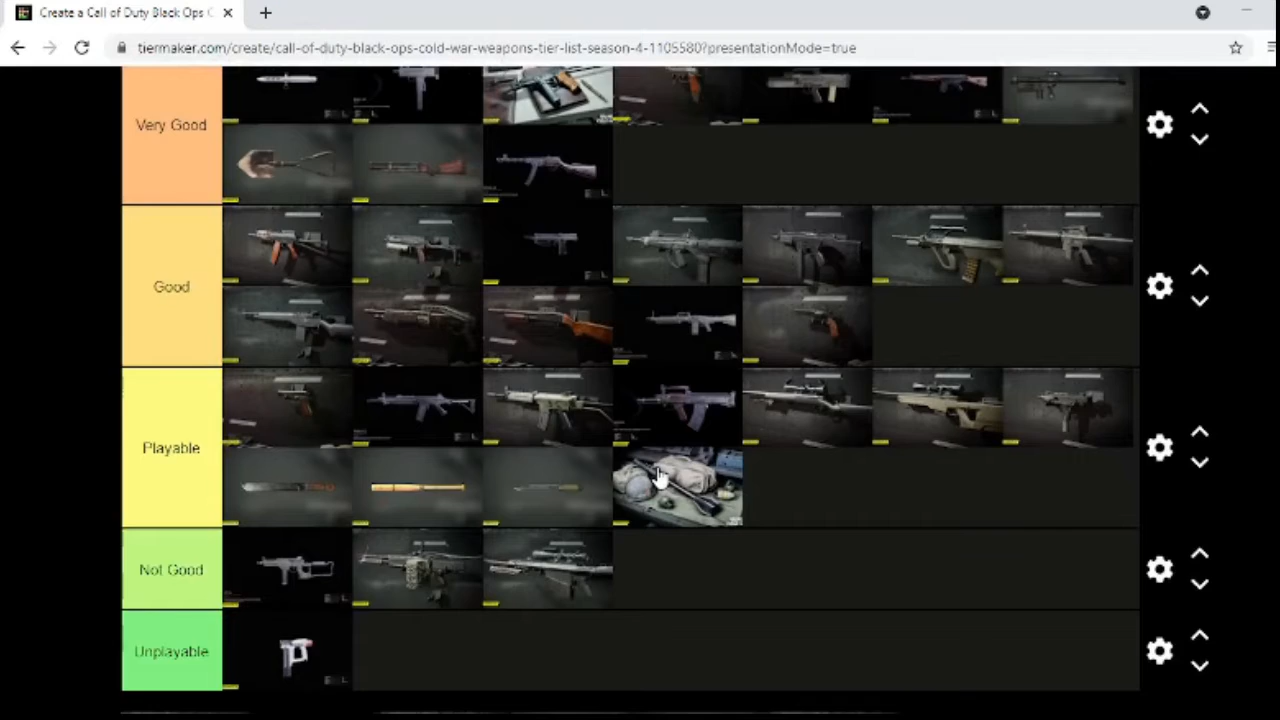 Create a Call of Duty Black Ops C
tiermaker.com/create/call-of-duty-black-ops-cold-war-weapons-tier-list-season-4-1105580?presentationMode=true
Very Good
Good
Playable
Not Good
Unplayable